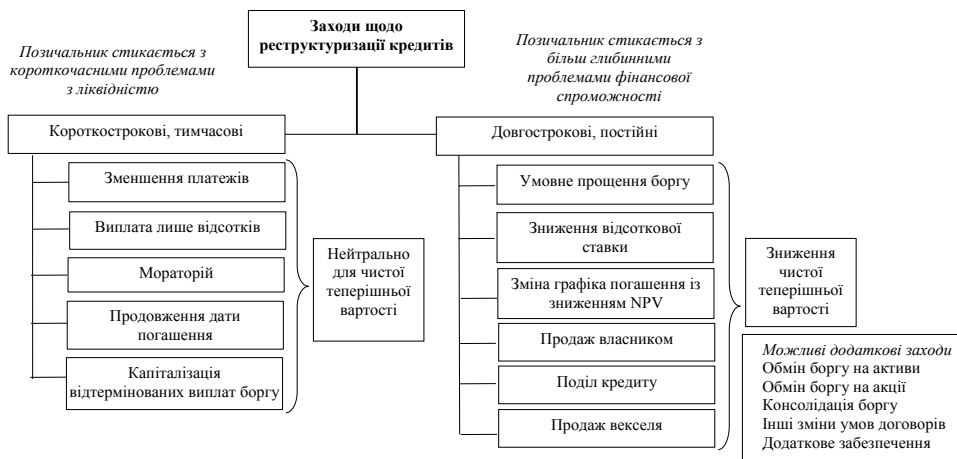 Заходи щодо
реструктуризації кредитів
Позичальник стикається з
короткочасними проблемами
з ліквідністю
Позичальник стикається з
більш глибинними
проблемами фінансової
спроможності
Короткострокові, тимчасові
Довгострокові, постійні
Зменшення платежів
Виплата лише відсотків
Мораторій
Продовження дати
погашення
Капіталізація
відтермінованих виплат боргу
Нейтрально
для чистої
теперішньої
вартості
Умовне прощення боргу
Зниження відсоткової
ставки
Зміна графіка погашення із
зниженням NPV
Продаж власником
Поділ кредиту
Продаж векселя
Зниження
чистої
теперішньої
вартості
Можливі додаткові заходи
Обмін боргу на активи
Обмін боргу на акції
Консолідація боргу
Інші зміни умов договорів
Додаткове забезпечення